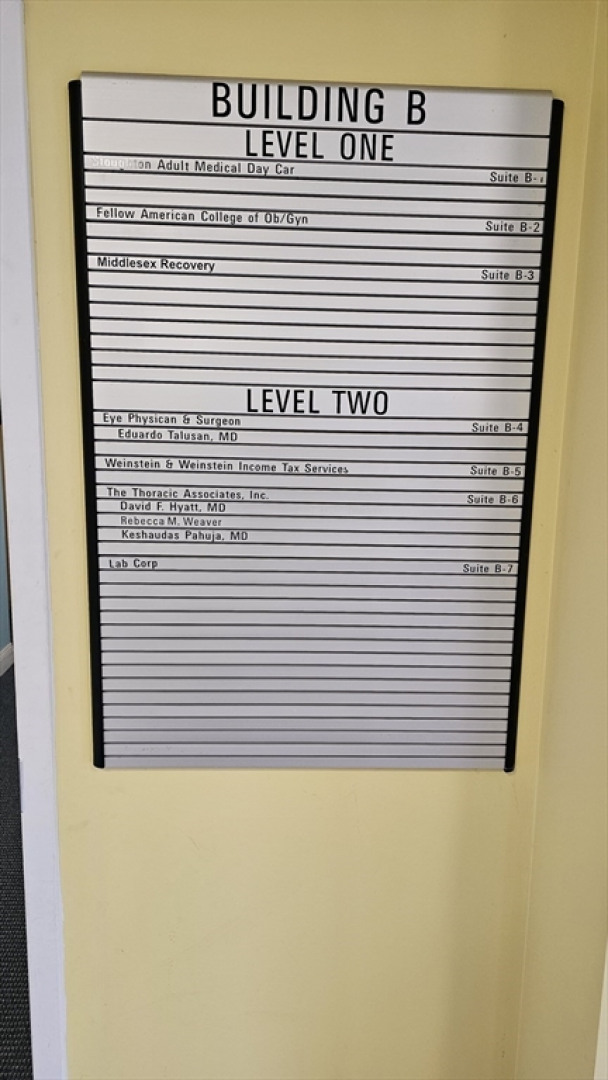 BUILDING B
LEVEL ONE
Stoughton Adult Medical Day Car
Suite B-
Fellow American College of Ob/Gyn
Suite B-2
Middlesex Recovery
Suite B-3
LEVEL TWO
Eye Physican & Surgeon
Suite B-4
Eduardo Talusan, MD
Weinstein & Weinstein Income Tax Services
Suite B-5
The Thoracic Associates, Inc.
Suite B-6
David F. Hyatt, MD
Rebecca M. Weaver
Keshaudas Pahuja, MD
Lab Corp
Suite B-7